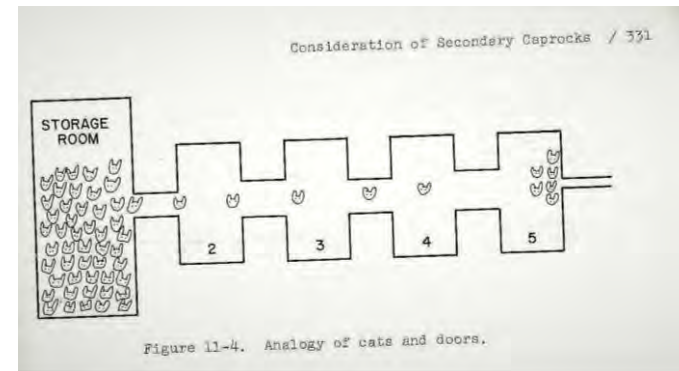 Consideration of Secondary Caprocks / 331
STORAGE
ROOM
2
3
4
5
Figure 11-4. Analogy of cats and doors.